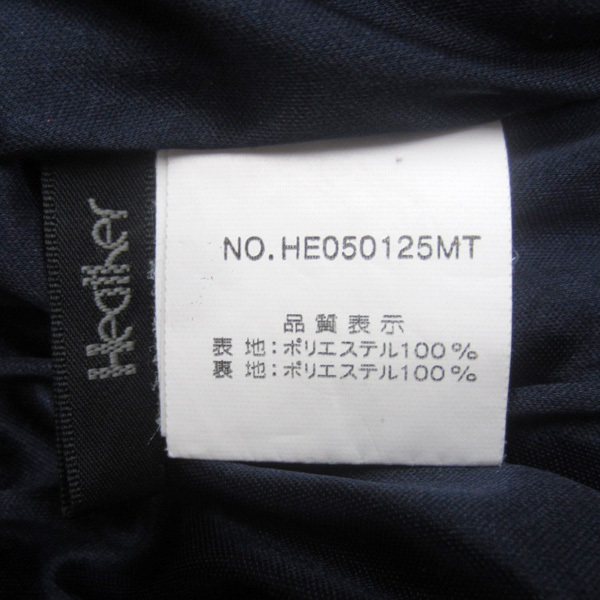 Heather
NO.HE050125MT
品質表示
表地:ポリエステル100%
裏地:ポリエステル100%